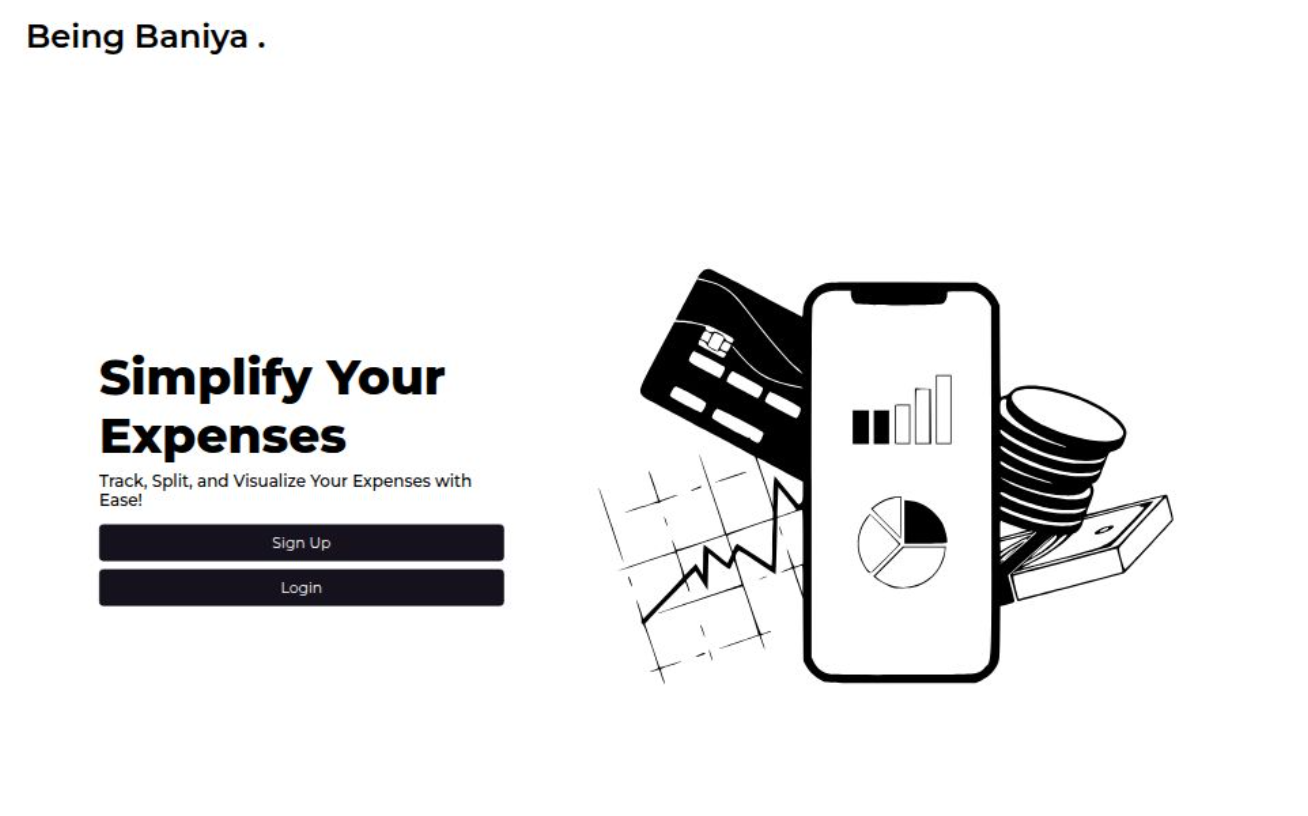 Being Baniya .
Simplify Your
Expenses
Track, Split, and Visualize Your Expenses with
Ease!
Sign Up
Login